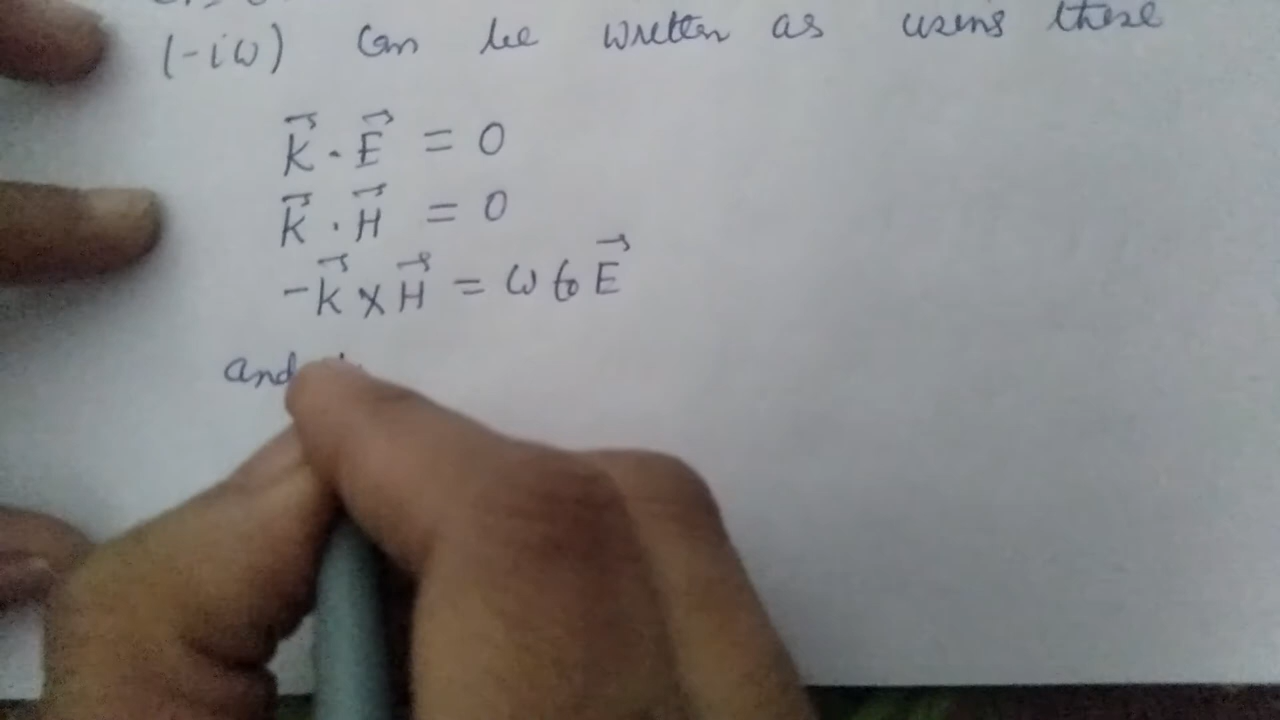 (-iω) can be written as using these
K⃗ · E⃗ = 0
K⃗ · H⃗ = 0
-K⃗ × H⃗ = ω ϵ₀ E⃗
and